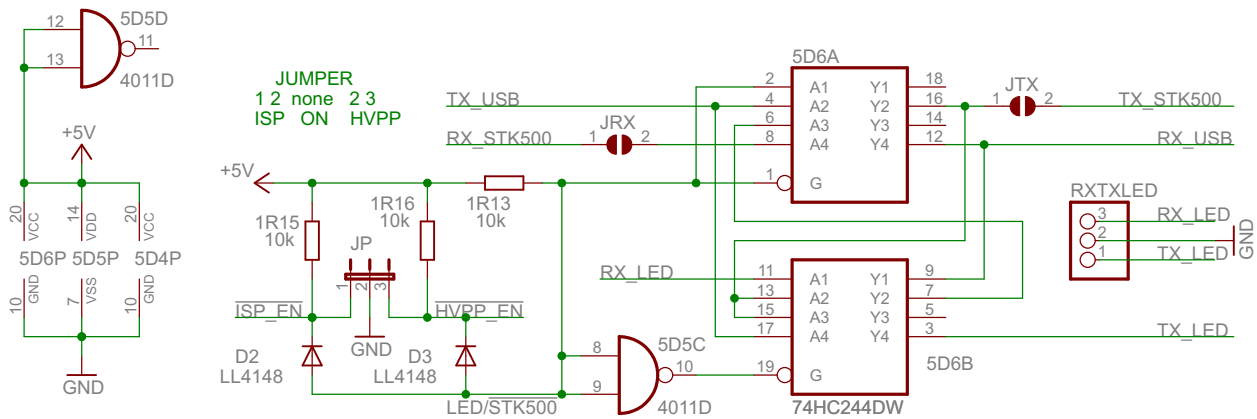 5D5D
12
11
13
4011D
JUMPER
1 2 none 2 3
ISP ON HVPP
+5V
20 VCC
14 VDD
20 VCC
5D6P 5D5P 5D4P
10 GND
7 VSS
10 GND
GND
+5V
1R15
10k
1R16
10k
1R13
10k
JP
1 2 3
GND
ISP_EN
HVPP_EN
D2
LL4148
D3
LL4148
LED/STK500
TX_USB
RX_STK500
JRX
1 2
5D6A
2 A1 Y1 18
4 A2 Y2 16
6 A3 Y3 14
8 A4 Y4 12
1 G
JTX
1 2
TX_STK500
RX_USB
RXTXLED
3 RX_LED
2 GND
1 TX_LED
RX_LED
11 A1 Y1 9
13 A2 Y2 7
15 A3 Y3 5
17 A4 Y4 3
TX_LED
19 G
5D6B
74HC244DW
5D5C
8
10
9
4011D